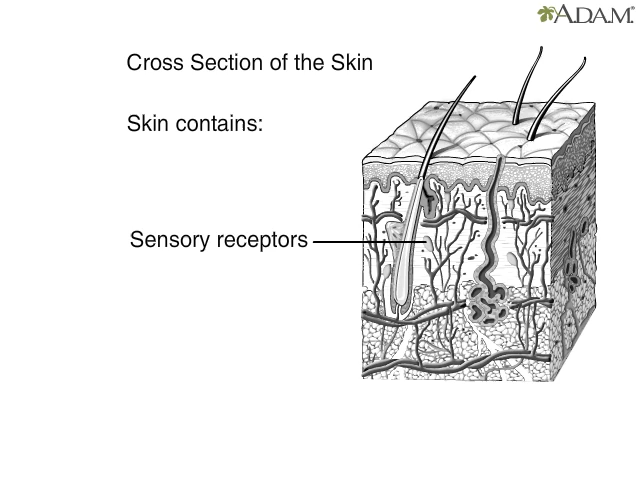 A.D.A.M.
Cross Section of the Skin
Skin contains:
Sensory receptors